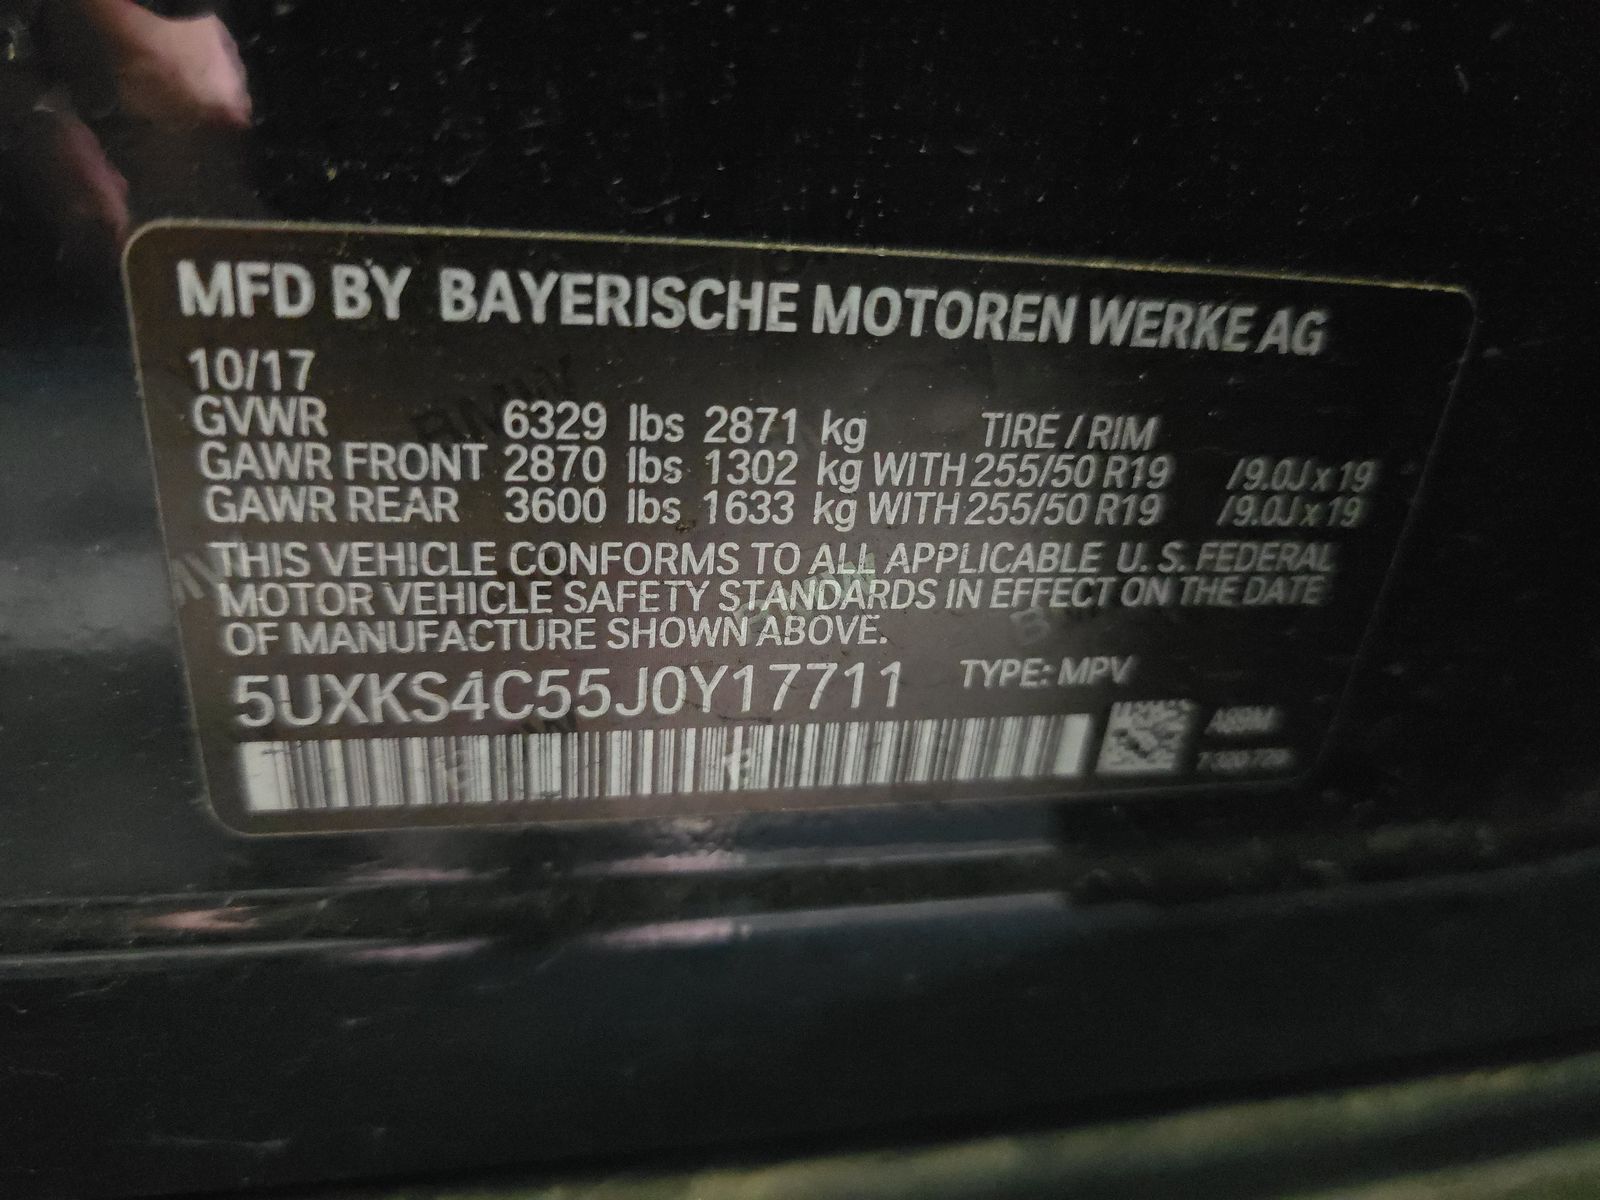 MFD BY BAYERISCHE MOTOREN WERKE AG
10/17
GVWR 6329 lbs 2871 kg TIRE / RIM
GAWR FRONT 2870 lbs 1302 kg WITH 255/50 R19 /9.0J x 19
GAWR REAR 3600 lbs 1633 kg WITH 255/50 R19 /9.0J x 19
THIS VEHICLE CONFORMS TO ALL APPLICABLE U. S. FEDERAL
MOTOR VEHICLE SAFETY STANDARDS IN EFFECT ON THE DATE
OF MANUFACTURE SHOWN ABOVE.
5UXKS4C55J0Y17711 TYPE: MPV